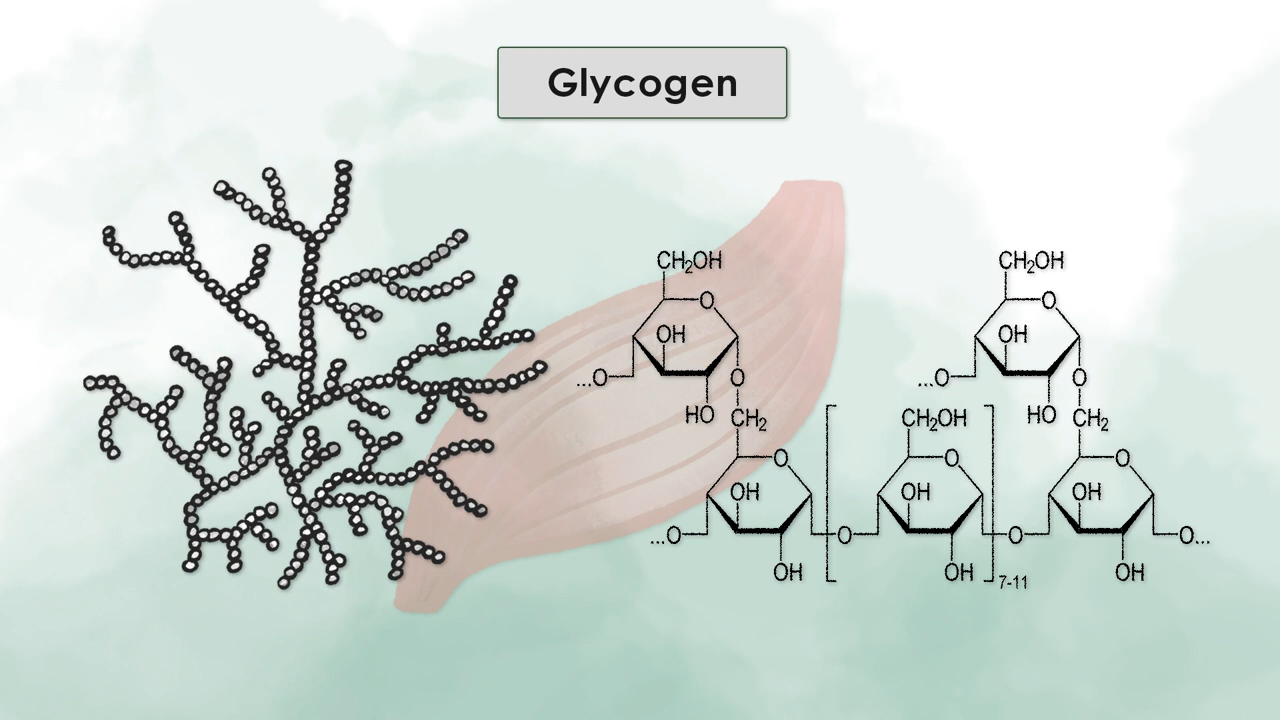 Glycogen
CH₂OH CH₂OH
O O
OH OH
...O O ...O O
HO CH₂ HO CH₂
CH₂OH
O O O
OH OH OH
...O O O O...
OH OH OH
7-11